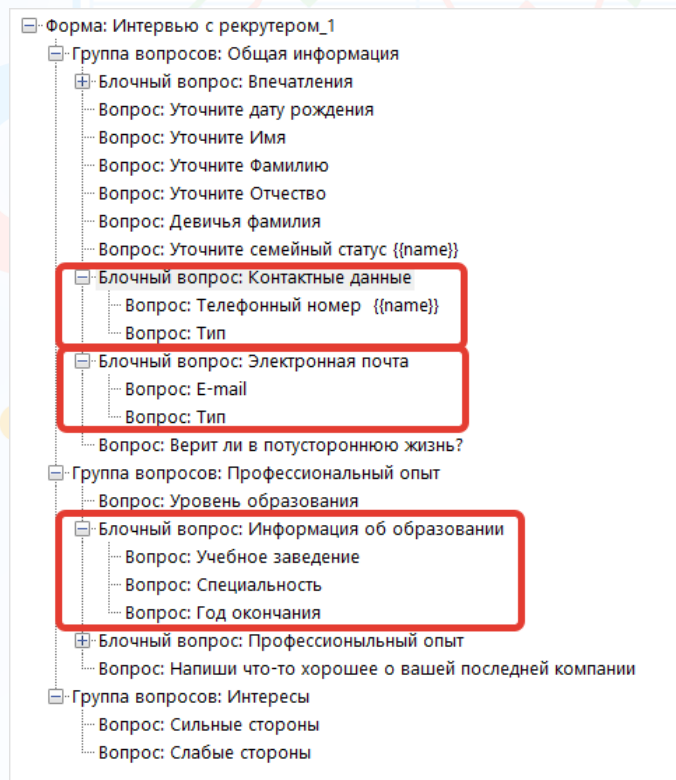 Форма: Интервью с рекрутером_1
Группа вопросов: Общая информация
Блочный вопрос: Впечатления
Вопрос: Уточните дату рождения
Вопрос: Уточните Имя
Вопрос: Уточните Фамилию
Вопрос: Уточните Отчество
Вопрос: Девичья фамилия
Вопрос: Уточните семейный статус {{name}}
Блочный вопрос: Контактные данные
Вопрос: Телефонный номер {{name}}
Вопрос: Тип
Блочный вопрос: Электронная почта
Вопрос: E-mail
Вопрос: Тип
Вопрос: Верит ли в потустороннюю жизнь?
Группа вопросов: Профессиональный опыт
Вопрос: Уровень образования
Блочный вопрос: Информация об образовании
Вопрос: Учебное заведение
Вопрос: Специальность
Вопрос: Год окончания
Блочный вопрос: Профессионыльный опыт
Вопрос: Напиши что-то хорошее о вашей последней компании
Группа вопросов: Интересы
Вопрос: Сильные стороны
Вопрос: Слабые стороны